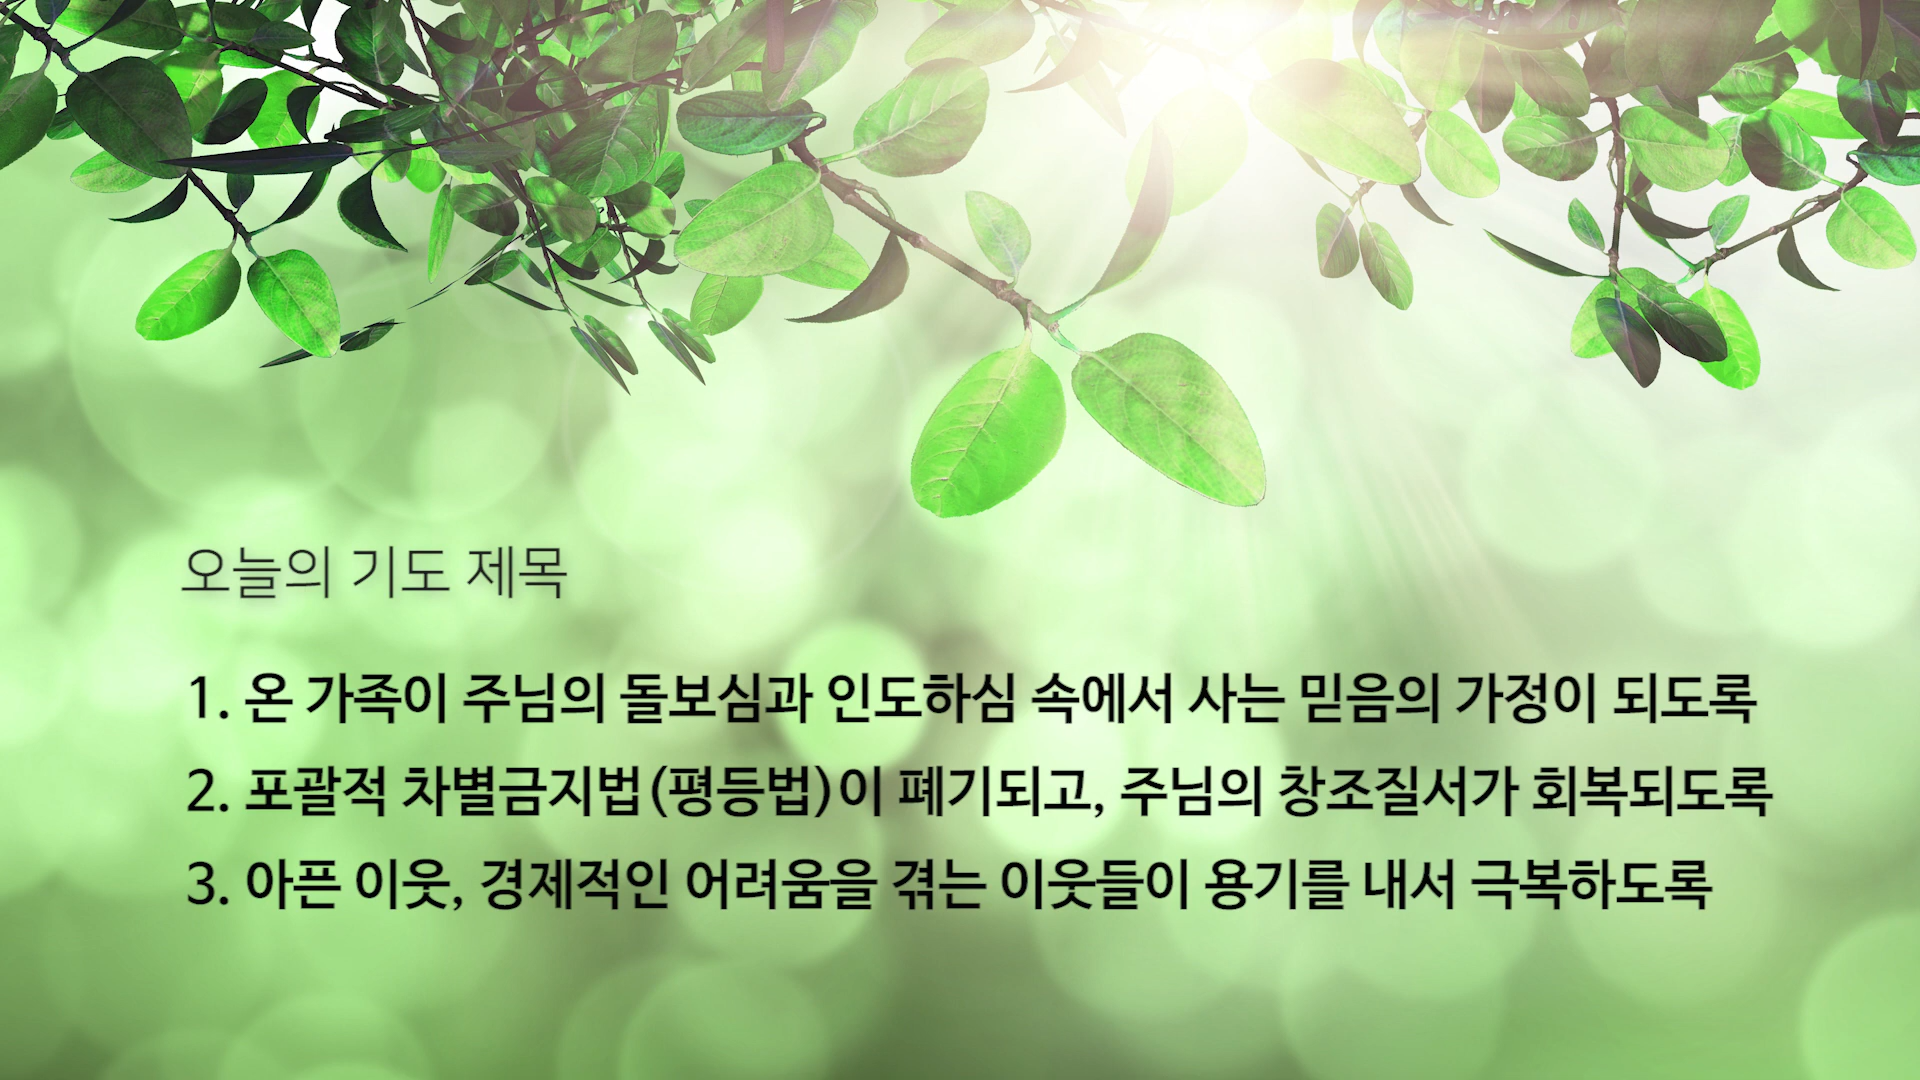 오늘의 기도 제목
1. 온 가족이 주님의 돌보심과 인도하심 속에서 사는 믿음의 가정이 되도록
2. 포괄적 차별금지법(평등법)이 폐기되고, 주님의 창조질서가 회복되도록
3. 아픈 이웃, 경제적인 어려움을 겪는 이웃들이 용기를 내서 극복하도록